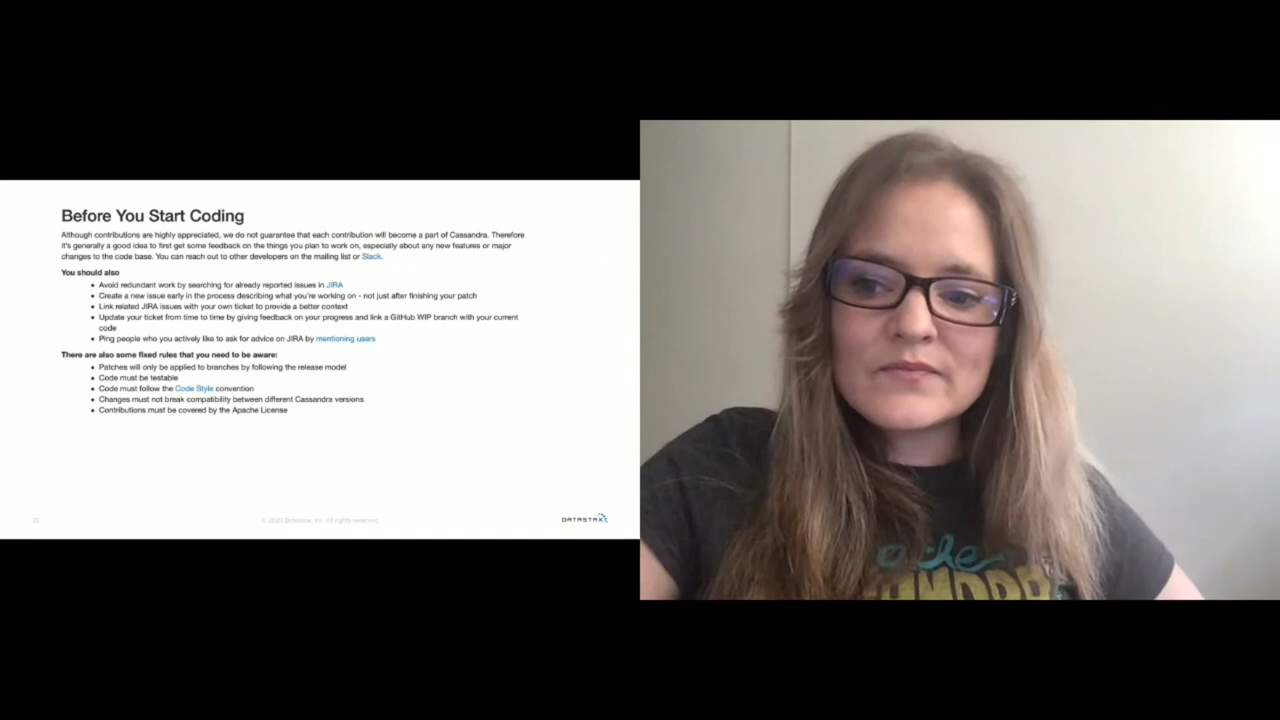 Before You Start Coding
Although contributions are highly appreciated, we do not guarantee that each contribution will become a part of Cassandra. Therefore
it's generally a good idea to first get some feedback on the things you plan to work on, especially about any new features or major
changes to the code base. You can reach out to other developers on the mailing list or Slack.
You should also
• Avoid redundant work by searching for already reported issues in JIRA
• Create a new issue early in the process describing what you're working on - not just after finishing your patch
• Link related JIRA issues with your own ticket to provide a better context
• Update your ticket from time to time by giving feedback on your progress and link a GitHub WIP branch with your current
code
• Ping people who you actively like to ask for advice on JIRA by mentioning users
There are also some fixed rules that you need to be aware:
• Patches will only be applied to branches by following the release model
• Code must be testable
• Code must follow the Code Style convention
• Changes must not break compatibility between different Cassandra versions
• Contributions must be covered by the Apache License
© 2020 Datastax, Inc. All rights reserved.
DATASTAX